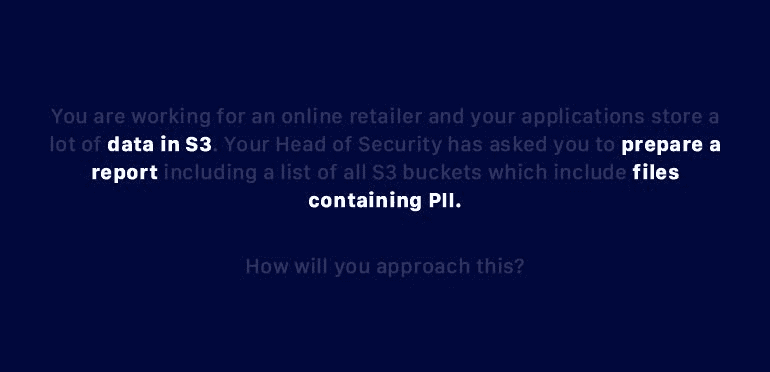 You are working for an online retailer and your applications store a
lot of data in S3. Your Head of Security has asked you to prepare a
report including a list of all S3 buckets which include files
containing PII.
How will you approach this?